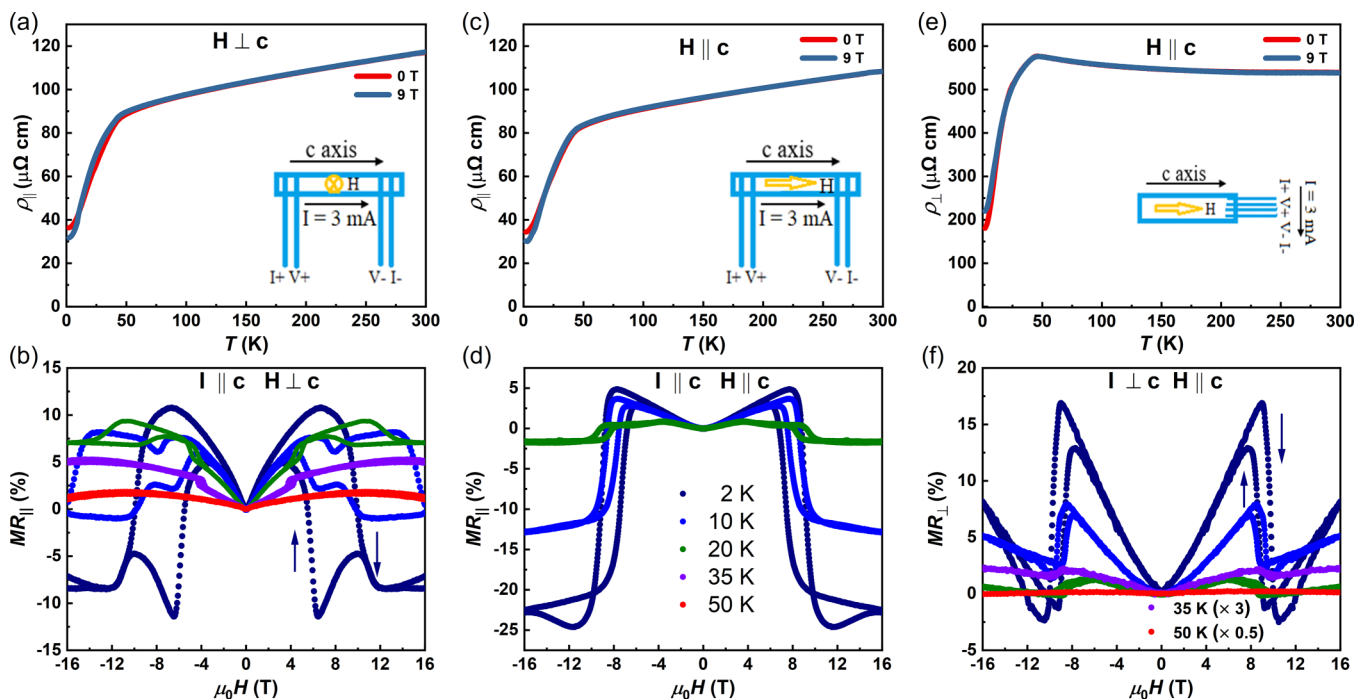 (a)
H ⊥ c
0 T
9 T
120
100
80
60
40
20
0
ρ∥ (μΩ cm)
c axis
H
I = 3 mA
I+ V+ V- I-
0 50 100 150 200 250 300
T (K)
(c)
H ∥ c
0 T
9 T
120
100
80
60
40
20
0
ρ∥ (μΩ cm)
c axis
H
I = 3 mA
I+ V+ V- I-
0 50 100 150 200 250 300
T (K)
(e)
H ∥ c
0 T
9 T
600
500
400
300
200
100
0
ρ⊥ (μΩ cm)
c axis
H
I+ V+ V- I-
I = 3 mA
0 50 100 150 200 250 300
T (K)
(b)
I ∥ c H ⊥ c
15
10
5
0
-5
-10
-15
MR∥ (%)
-16 -12 -8 -4 0 4 8 12 16
μ0H (T)
(d)
I ∥ c H ∥ c
5
0
-5
-10
-15
-20
-25
MR∥ (%)
2 K
10 K
20 K
35 K
50 K
-16 -12 -8 -4 0 4 8 12 16
μ0H (T)
(f)
I ⊥ c H ∥ c
20
15
10
5
0
-5
MR⊥ (%)
35 K (× 3)
50 K (× 0.5)
-16 -12 -8 -4 0 4 8 12 16
μ0H (T)